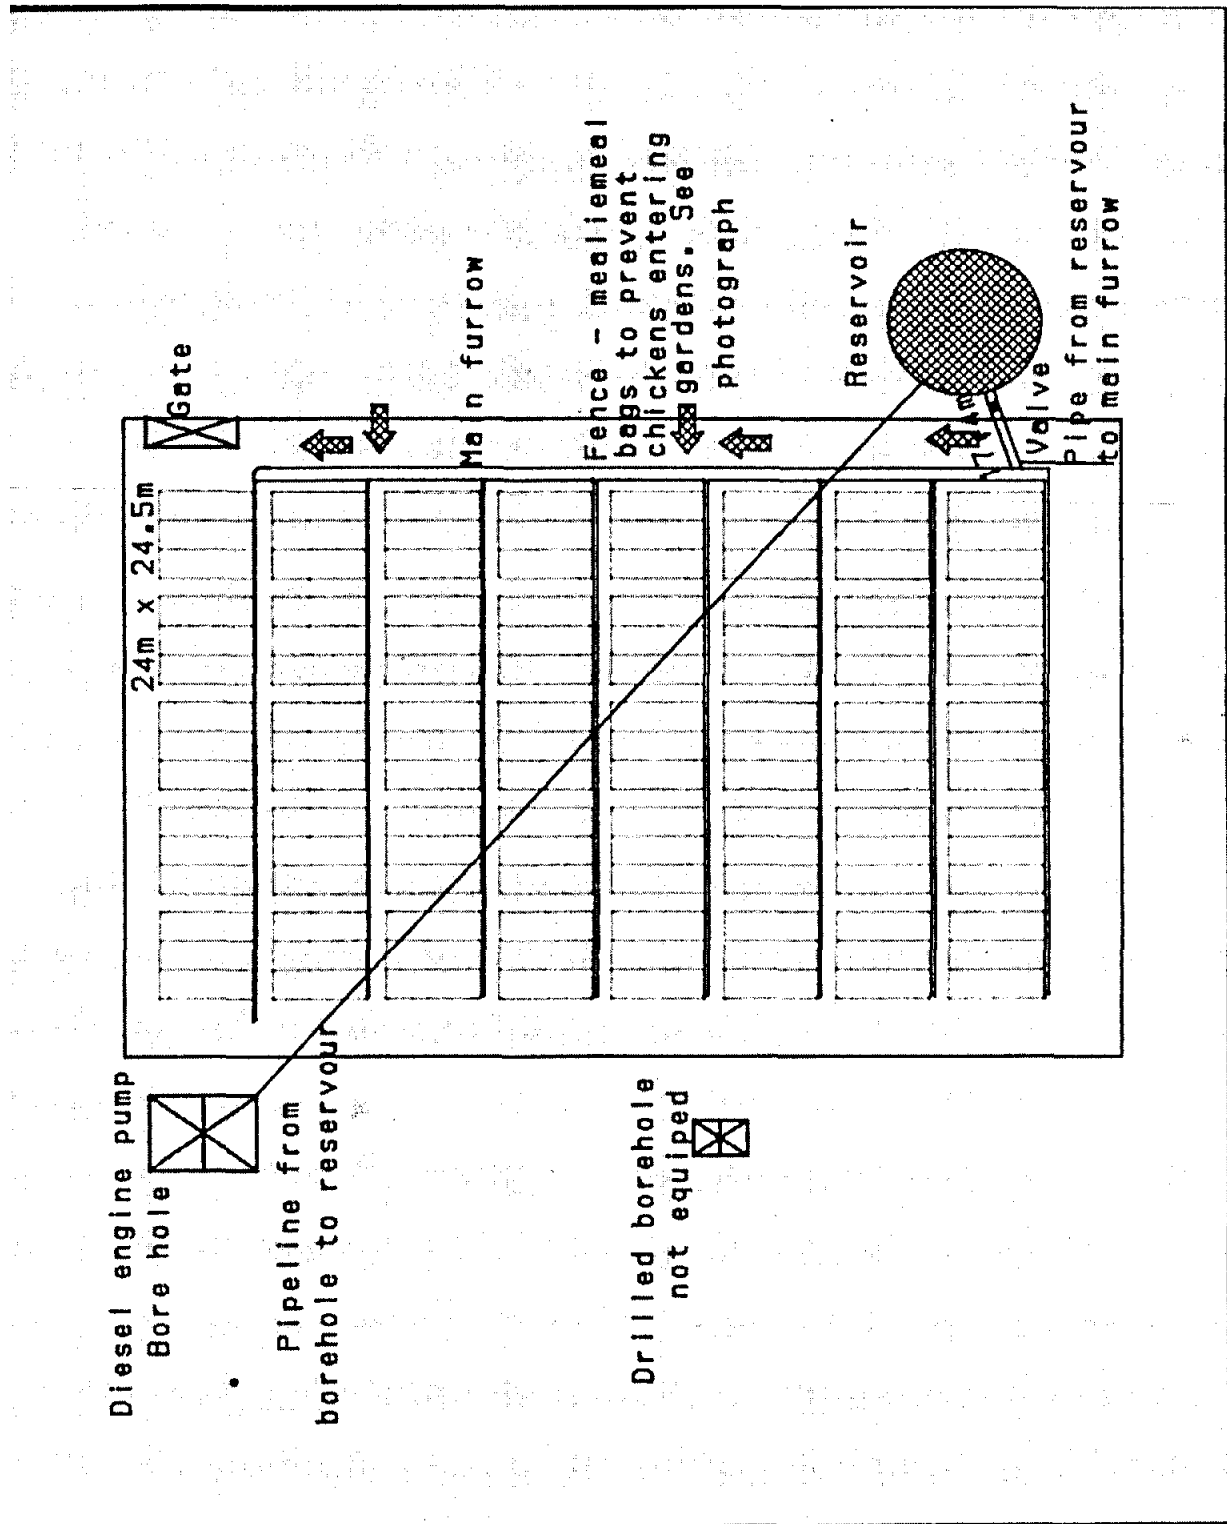 Diesel engine pump
Bore hole
Pipeline from
borehole to reservour
Drilled borehole
not equiped
24m x 24.5m
Gate
Main furrow
Fence - mealiemeal
bags to prevent
chickens entering
gardens. See
photograph
Reservoir
Valve
Pipe from reservour
to main furrow